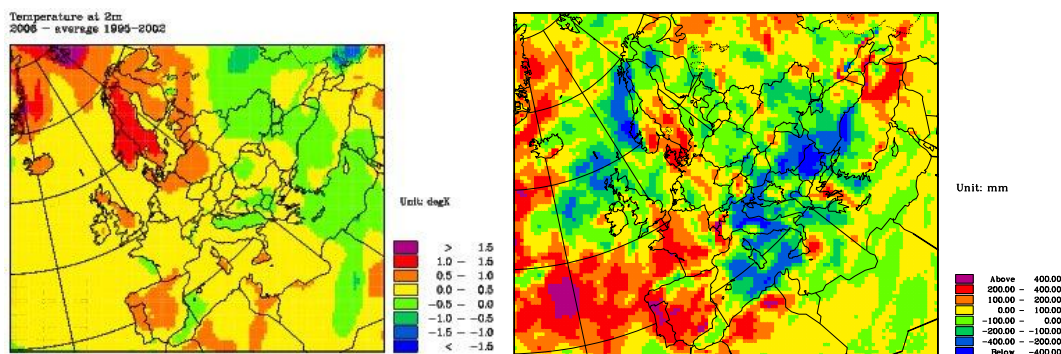 Temperature at 2m
2006 - average 1995-2002
Unit: degK
> 1.5
1.0 - 1.5
0.5 - 1.0
0.0 - 0.5
-0.5 - 0.0
-1.0 - -0.5
-1.5 - -1.0
< -1.5
Unit: mm
Above 400.00
200.00 - 400.00
100.00 - 200.00
0.00 - 100.00
-100.00 - 0.00
-200.00 - -100.00
-400.00 - -200.00
Below -400.00